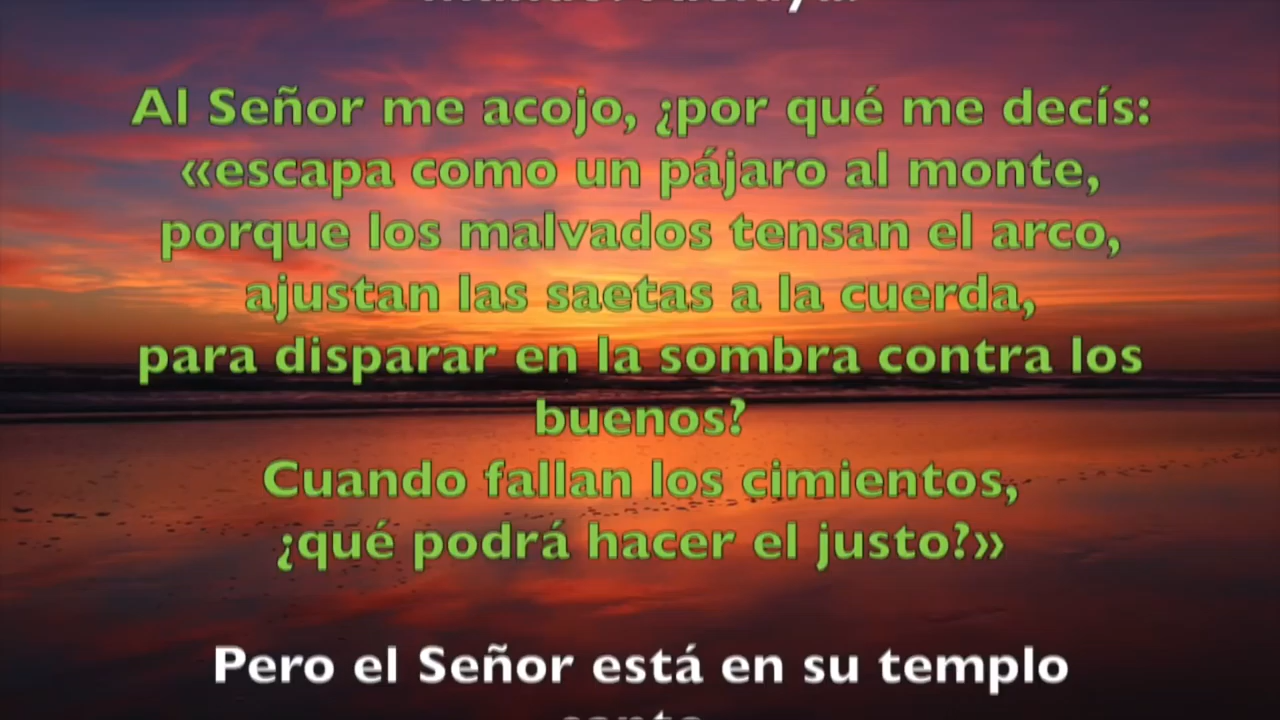 Al Señor me acojo, ¿por qué me decís:
«escapa como un pájaro al monte,
porque los malvados tensan el arco,
ajustan las saetas a la cuerda,
para disparar en la sombra contra los
buenos?
Cuando fallan los cimientos,
¿qué podrá hacer el justo?»
Pero el Señor está en su templo